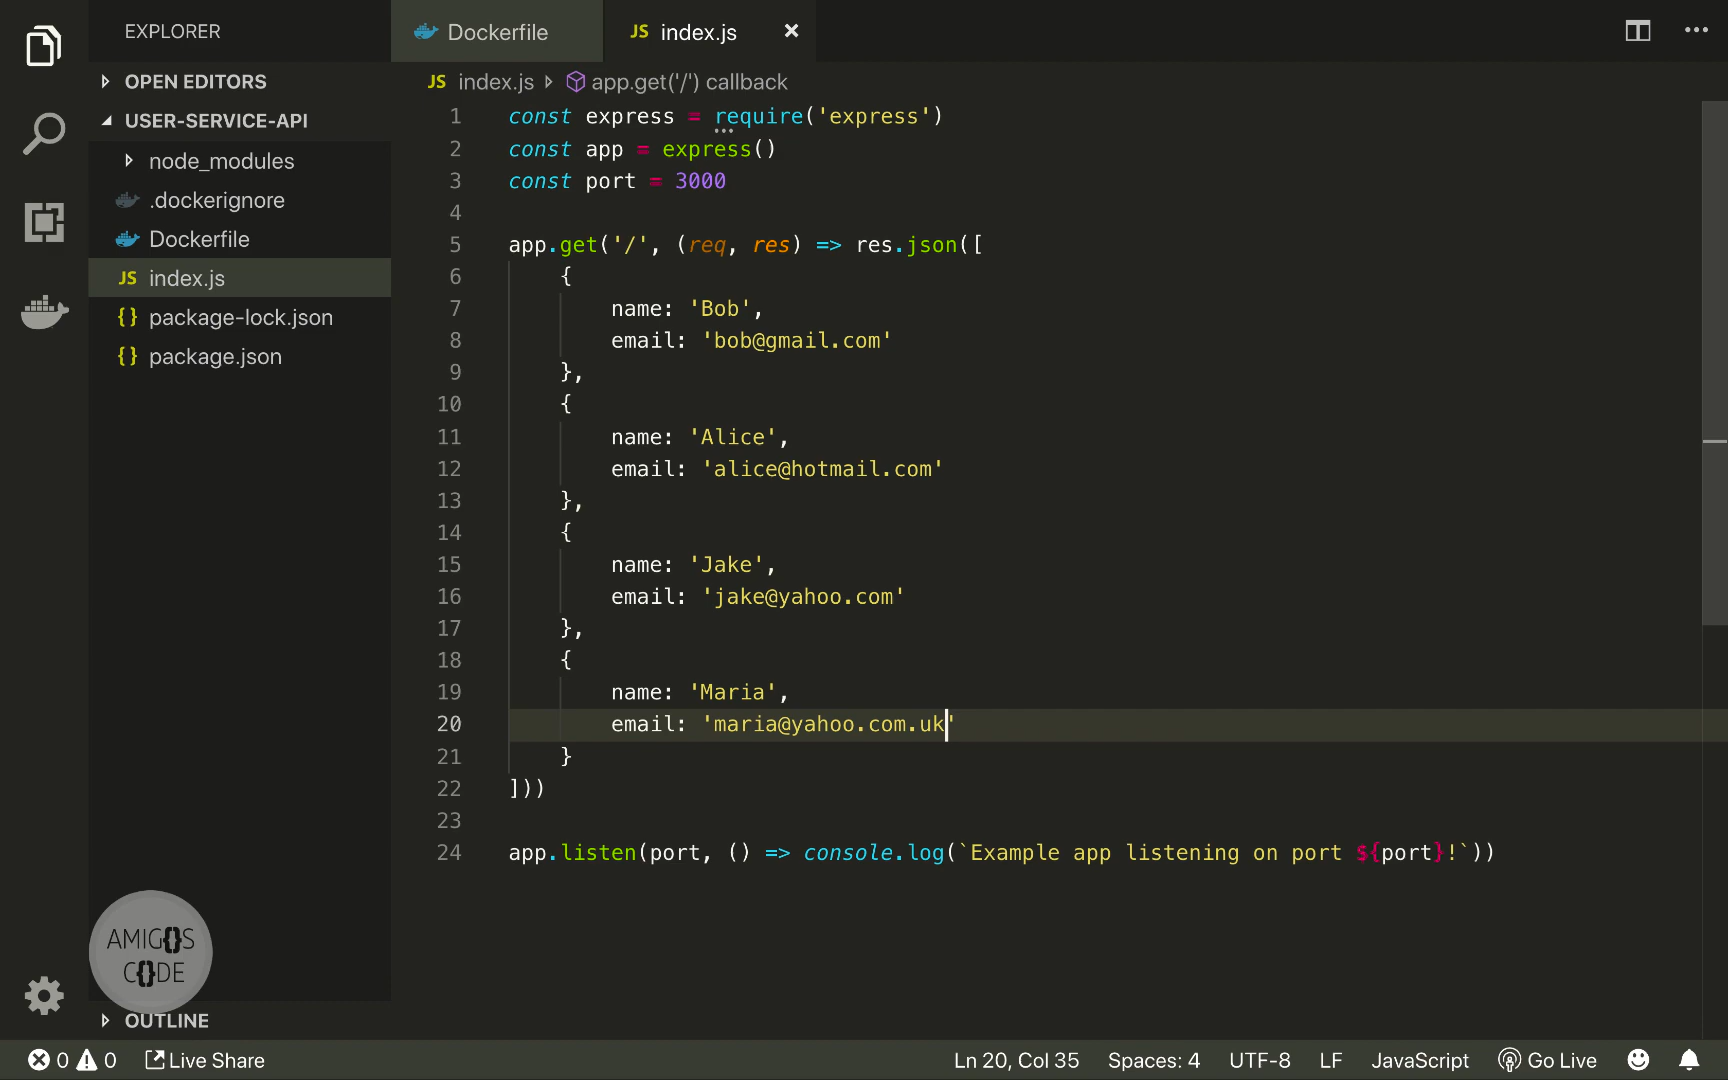 EXPLORER
Dockerfile
JS index.js
OPEN EDITORS
JS index.js app.get('/') callback
USER-SERVICE-API
node_modules
.dockerignore
Dockerfile
JS index.js
{} package-lock.json
{} package.json
1 const express = require('express')
2 const app = express()
3 const port = 3000
4
5 app.get('/', (req, res) => res.json([
6 {
7 name: 'Bob',
8 email: 'bob@gmail.com'
9 },
10 {
11 name: 'Alice',
12 email: 'alice@hotmail.com'
13 },
14 {
15 name: 'Jake',
16 email: 'jake@yahoo.com'
17 },
18 {
19 name: 'Maria',
20 email: 'maria@yahoo.com.uk'
21 }
22 ]))
23
24 app.listen(port, () => console.log(`Example app listening on port ${port}!`))
AMIG{}S
C{}DE
OUTLINE
0 0 Live Share Ln 20, Col 35 Spaces: 4 UTF-8 LF JavaScript Go Live